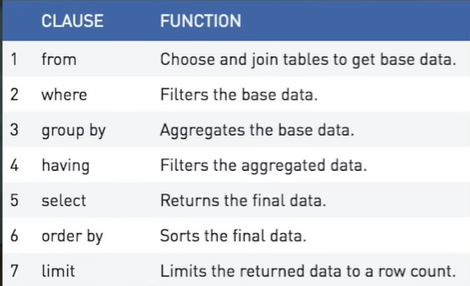 CLAUSE FUNCTION
1 from Choose and join tables to get base data.
2 where Filters the base data.
3 group by Aggregates the base data.
4 having Filters the aggregated data.
5 select Returns the final data.
6 order by Sorts the final data.
7 limit Limits the returned data to a row count.